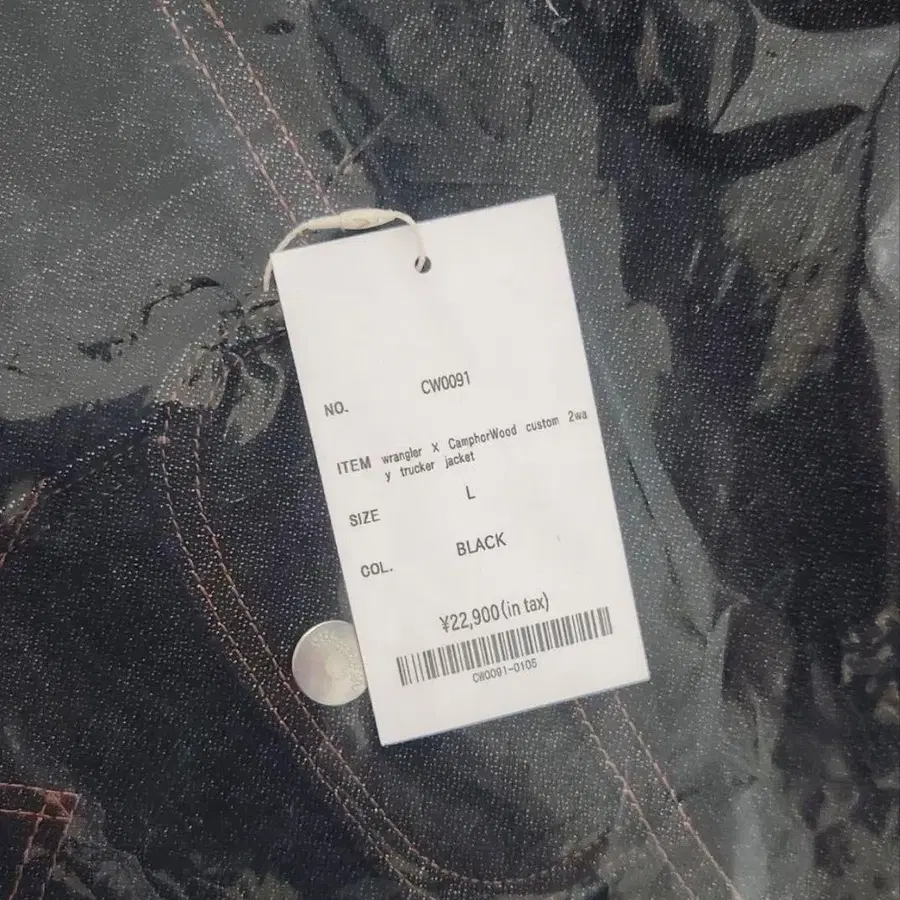 NO. CW0091
ITEM wrangler X CamphorWood custom 2wa
y trucker jacket
SIZE L
COL. BLACK
¥22,900(in tax)
CW0091-0105